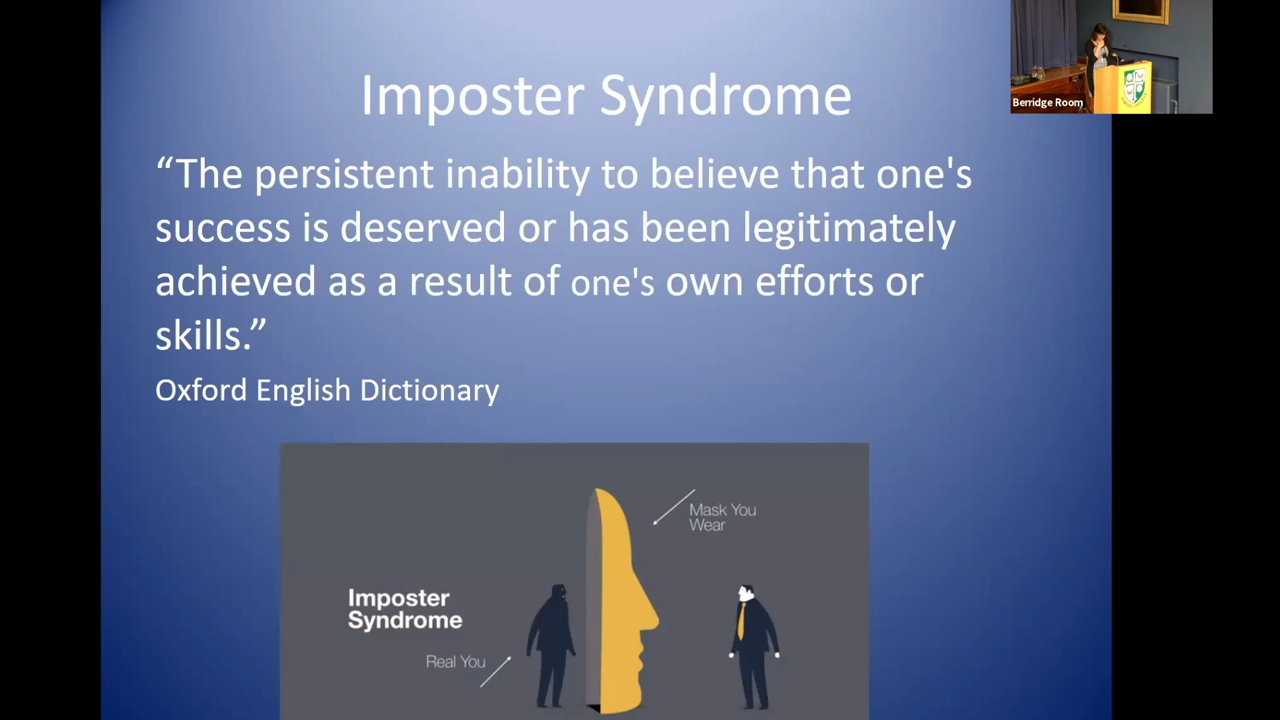 Imposter Syndrome
“The persistent inability to believe that one's
success is deserved or has been legitimately
achieved as a result of one's own efforts or
skills.”
Oxford English Dictionary
Berridge Room
Mask You
Wear
Imposter
Syndrome
Real You